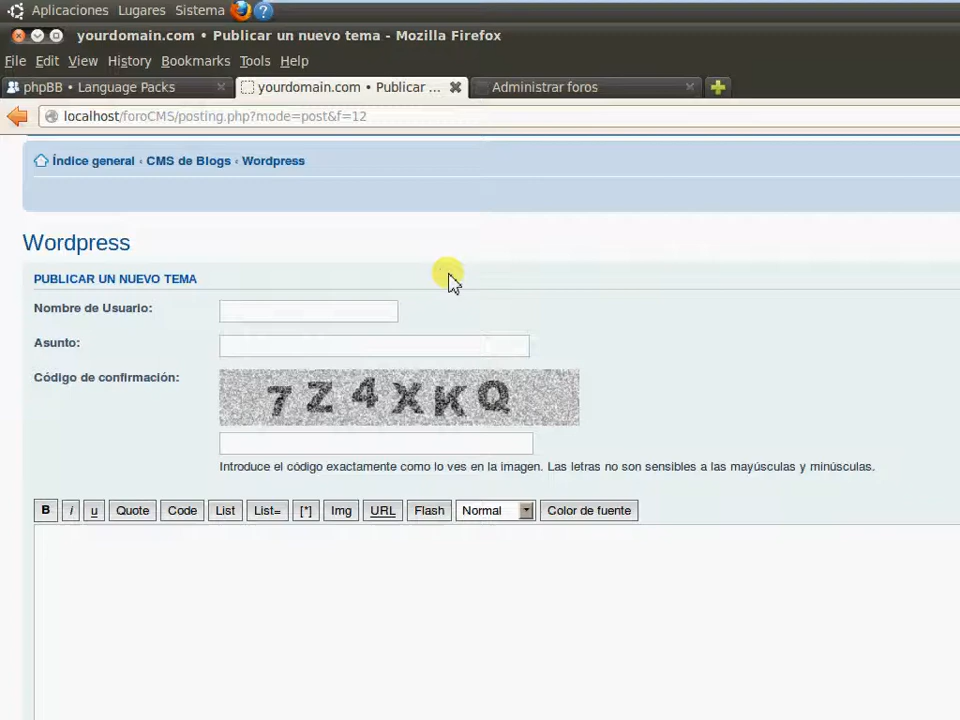 Aplicaciones Lugares Sistema ?
yourdomain.com • Publicar un nuevo tema - Mozilla Firefox
File Edit View History Bookmarks Tools Help
phpBB • Language Packs yourdomain.com • Publicar ... Administrar foros
localhost/foroCMS/posting.php?mode=post&f=12
Índice general ‹ CMS de Blogs ‹ Wordpress
Wordpress
PUBLICAR UN NUEVO TEMA
Nombre de Usuario:
Asunto:
Código de confirmación:
7Z4XKQ
Introduce el código exactamente como lo ves en la imagen. Las letras no son sensibles a las mayúsculas y minúsculas.
B i u Quote Code List List= [*] Img URL Flash Normal Color de fuente